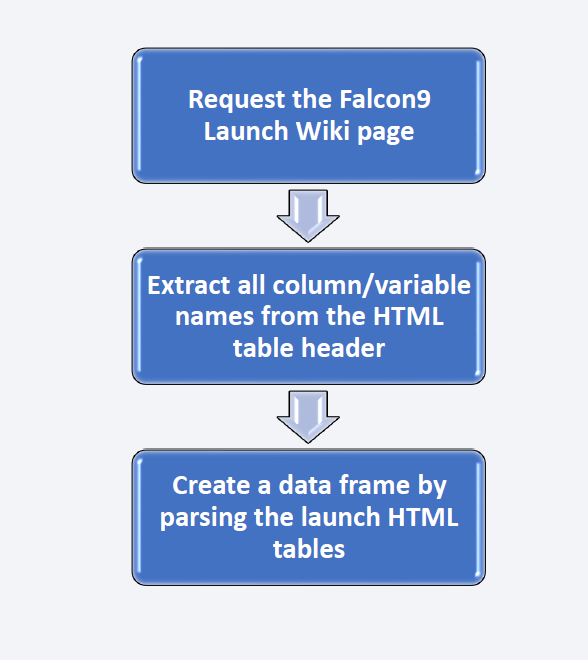 Request the Falcon9
Launch Wiki page
Extract all column/variable
names from the HTML
table header
Create a data frame by
parsing the launch HTML
tables